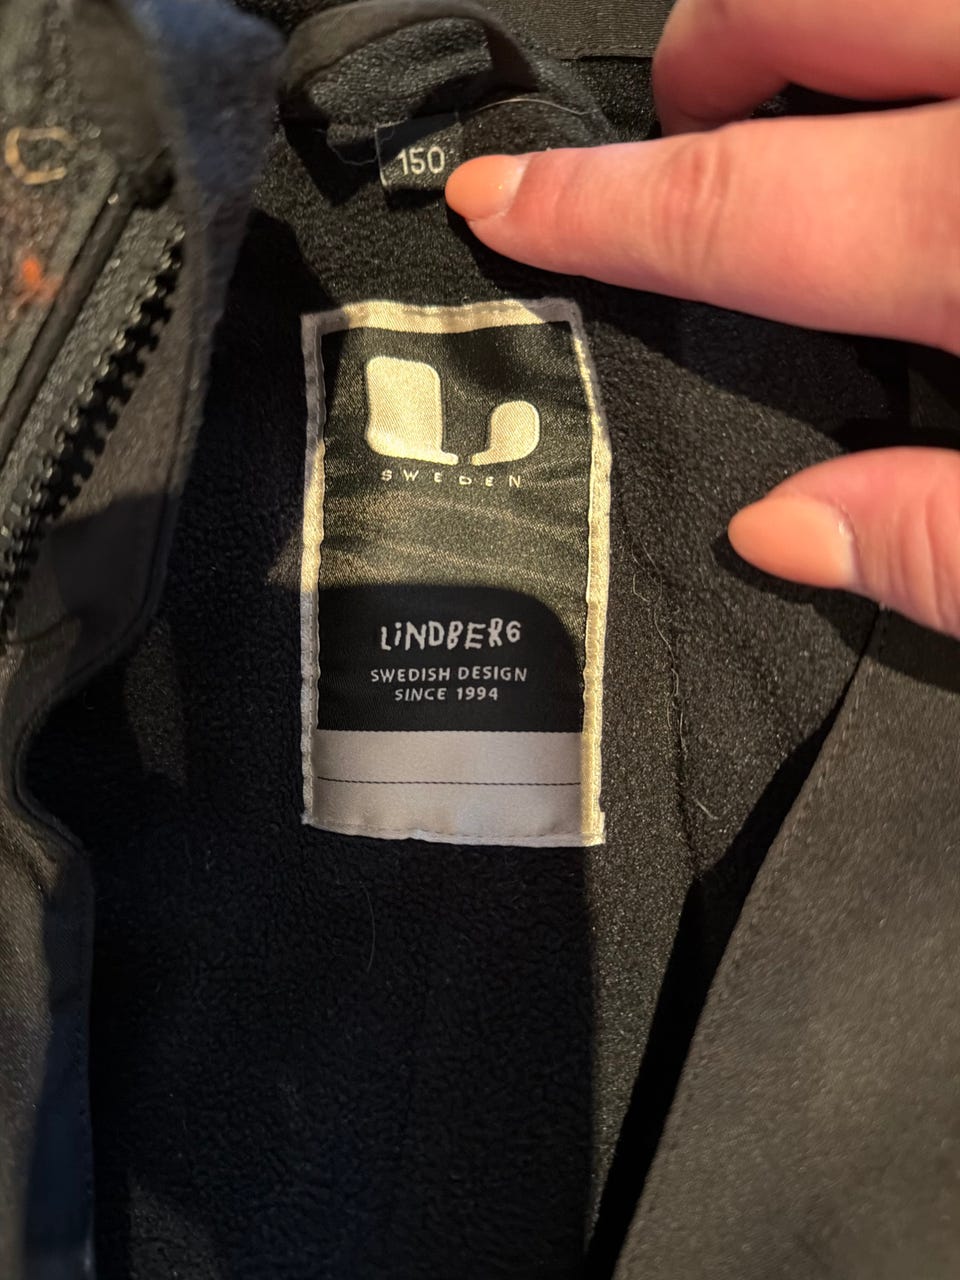 150
SWEDEN
LiNDBERG
SWEDISH DESIGN
SINCE 1994